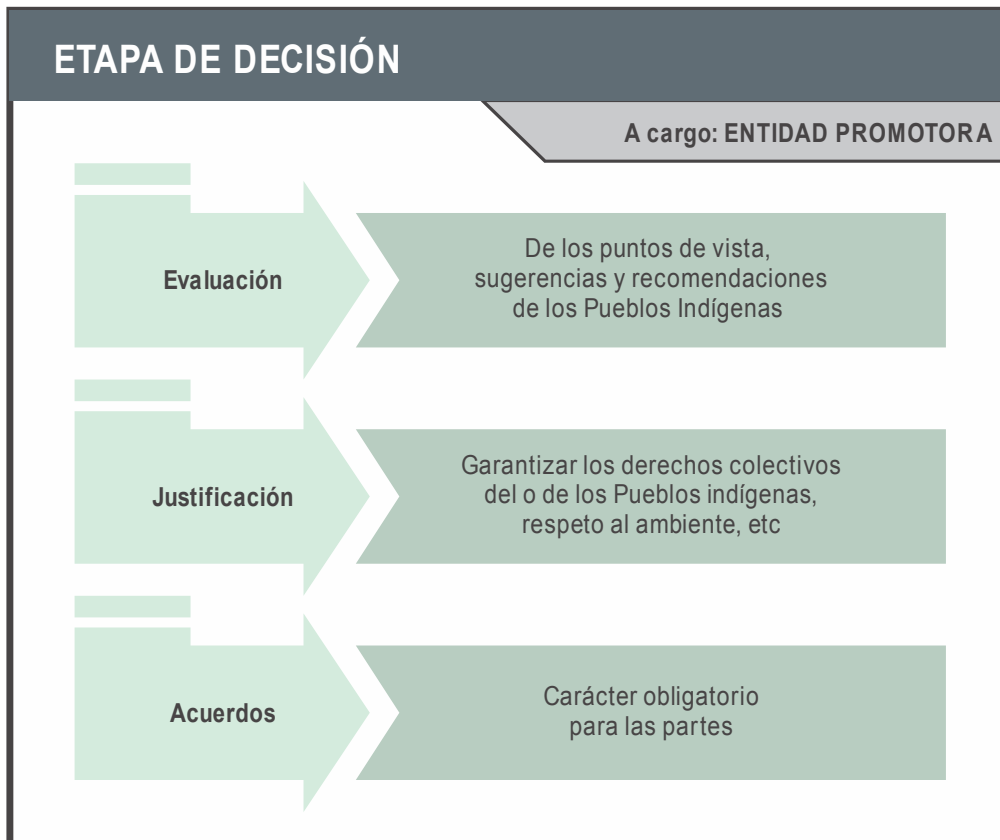 ETAPA DE DECISIÓN
A cargo: ENTIDAD PROMOTORA
Evaluación
De los puntos de vista,
sugerencias y recomendaciones
de los Pueblos Indígenas
Justificación
Garantizar los derechos colectivos
del o de los Pueblos indígenas,
respeto al ambiente, etc
Acuerdos
Carácter obligatorio
para las partes